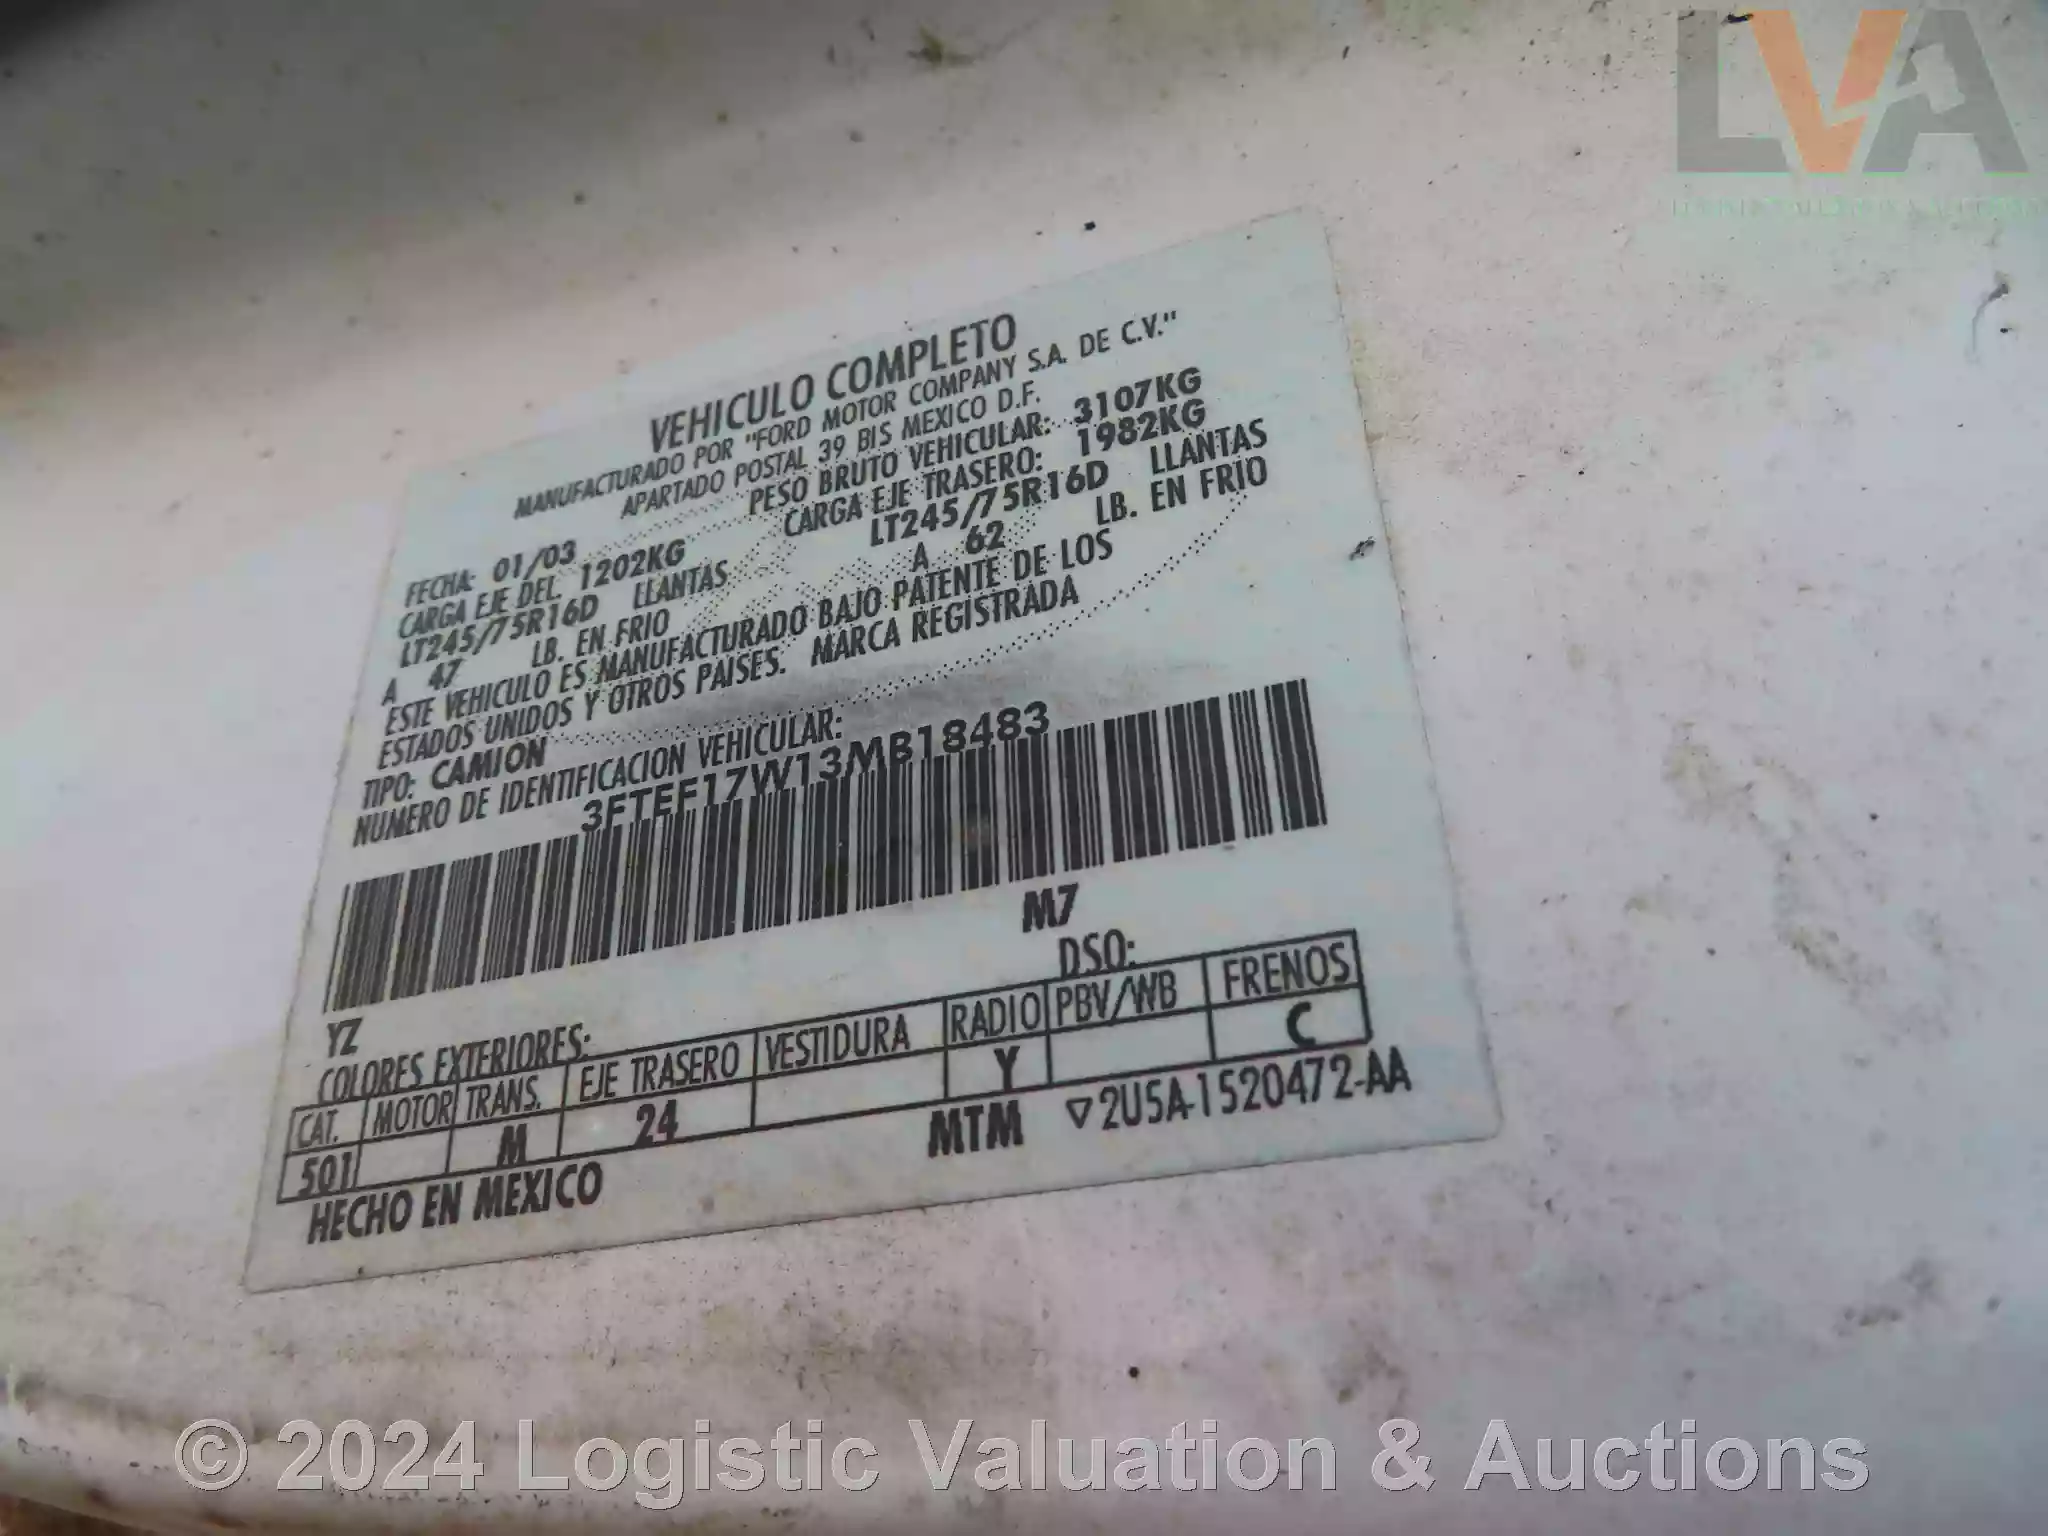 LVA
VEHICULO COMPLETO
MANUFACTURADO POR "FORD MOTOR COMPANY S.A. DE C.V."
APARTADO POSTAL 39 BIS MEXICO D.F.
FECHA: 01/03 PESO BRUTO VEHICULAR: 3107KG
CARGA EJE DEL. 1202KG CARGA EJE TRASERO: 1982KG
LT245/75R16D LLANTAS LT245/75R16D LLANTAS
A 47 LB. EN FRIO A 62 LB. EN FRIO
ESTE VEHICULO ES MANUFACTURADO BAJO PATENTE DE LOS
ESTADOS UNIDOS Y OTROS PAISES. MARCA REGISTRADA
TIPO: CAMION
NUMERO DE IDENTIFICACION VEHICULAR:
3FTEF17W13MB18483
M7
YZ DSO:
COLORES EXTERIORES:
CAT. MOTOR TRANS. EJE TRASERO VESTIDURA RADIO PBV/WB FRENOS
501 M 24 Y C
HECHO EN MEXICO MTM ▽2U5A-1520472-AA
© 2024 Logistic Valuation & Auctions